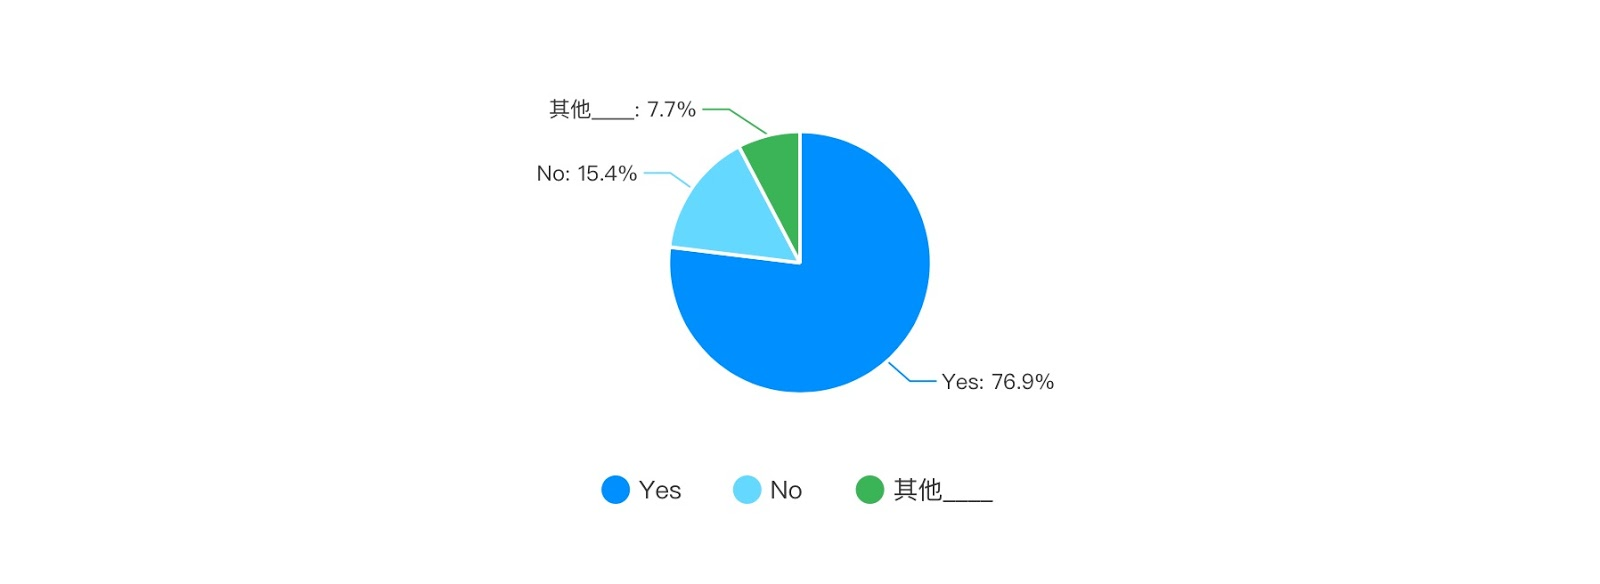 其他____: 7.7%
No: 15.4%
Yes: 76.9%
Yes No 其他____